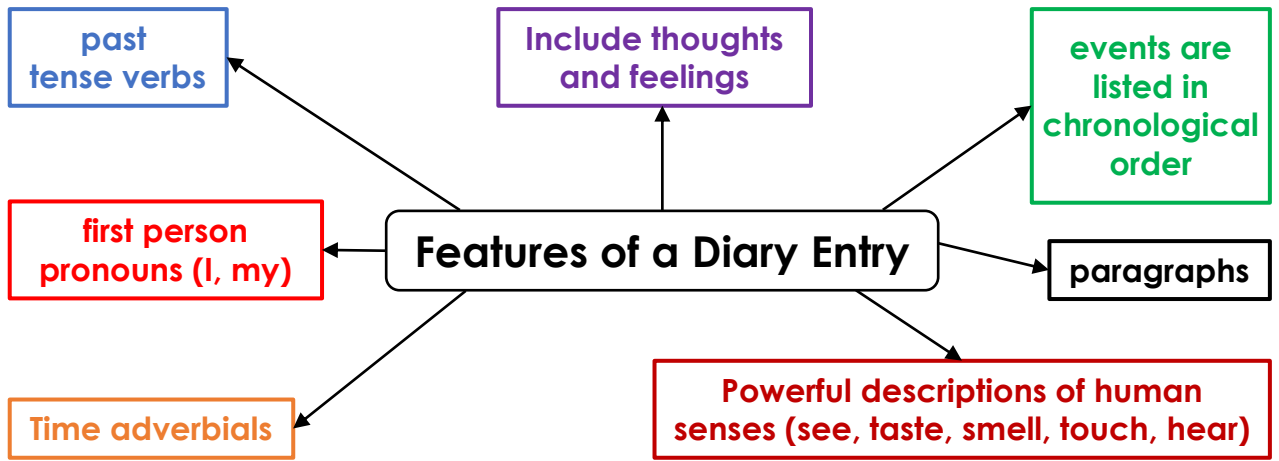 past
tense verbs
Include thoughts
and feelings
events are
listed in
chronological
order
first person
pronouns (I, my)
Features of a Diary Entry
paragraphs
Time adverbials
Powerful descriptions of human
senses (see, taste, smell, touch, hear)